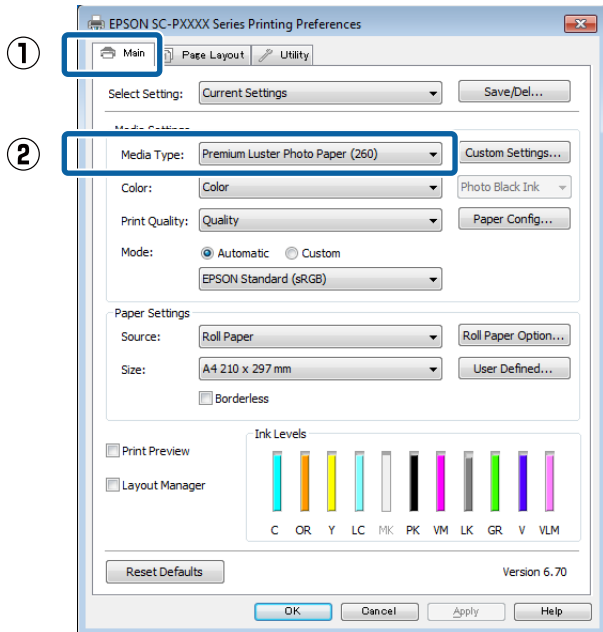 EPSON SC-PXXXX Series Printing Preferences
①
Main
Page Layout
Utility
Select Setting:
Current Settings
Save/Del...
Media Settings
②
Media Type:
Premium Luster Photo Paper (260)
Custom Settings...
Color:
Color
Photo Black Ink
Print Quality:
Quality
Paper Config...
Mode:
Automatic
Custom
EPSON Standard (sRGB)
Paper Settings
Source:
Roll Paper
Roll Paper Option...
Size:
A4 210 x 297 mm
User Defined...
Borderless
Print Preview
Layout Manager
Ink Levels
C OR Y LC MK PK VM LK GR V VLM
Reset Defaults
Version 6.70
OK
Cancel
Apply
Help